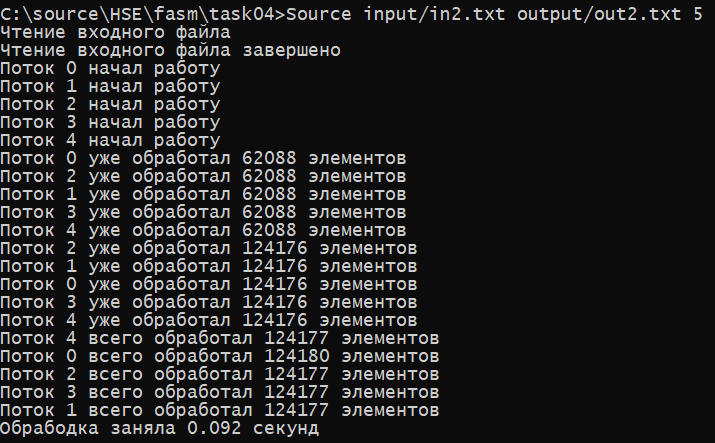 C:\source\HSE\fasm\task04>Source input/in2.txt output/out2.txt 5
Чтение входного файла
Чтение входного файла завершено
Поток 0 начал работу
Поток 1 начал работу
Поток 2 начал работу
Поток 3 начал работу
Поток 4 начал работу
Поток 0 уже обработал 62088 элементов
Поток 2 уже обработал 62088 элементов
Поток 1 уже обработал 62088 элементов
Поток 3 уже обработал 62088 элементов
Поток 4 уже обработал 62088 элементов
Поток 2 уже обработал 124176 элементов
Поток 1 уже обработал 124176 элементов
Поток 0 уже обработал 124176 элементов
Поток 3 уже обработал 124176 элементов
Поток 4 уже обработал 124176 элементов
Поток 4 всего обработал 124177 элементов
Поток 0 всего обработал 124180 элементов
Поток 2 всего обработал 124177 элементов
Поток 3 всего обработал 124177 элементов
Поток 1 всего обработал 124177 элементов
Обрабодка заняла 0.092 секунд